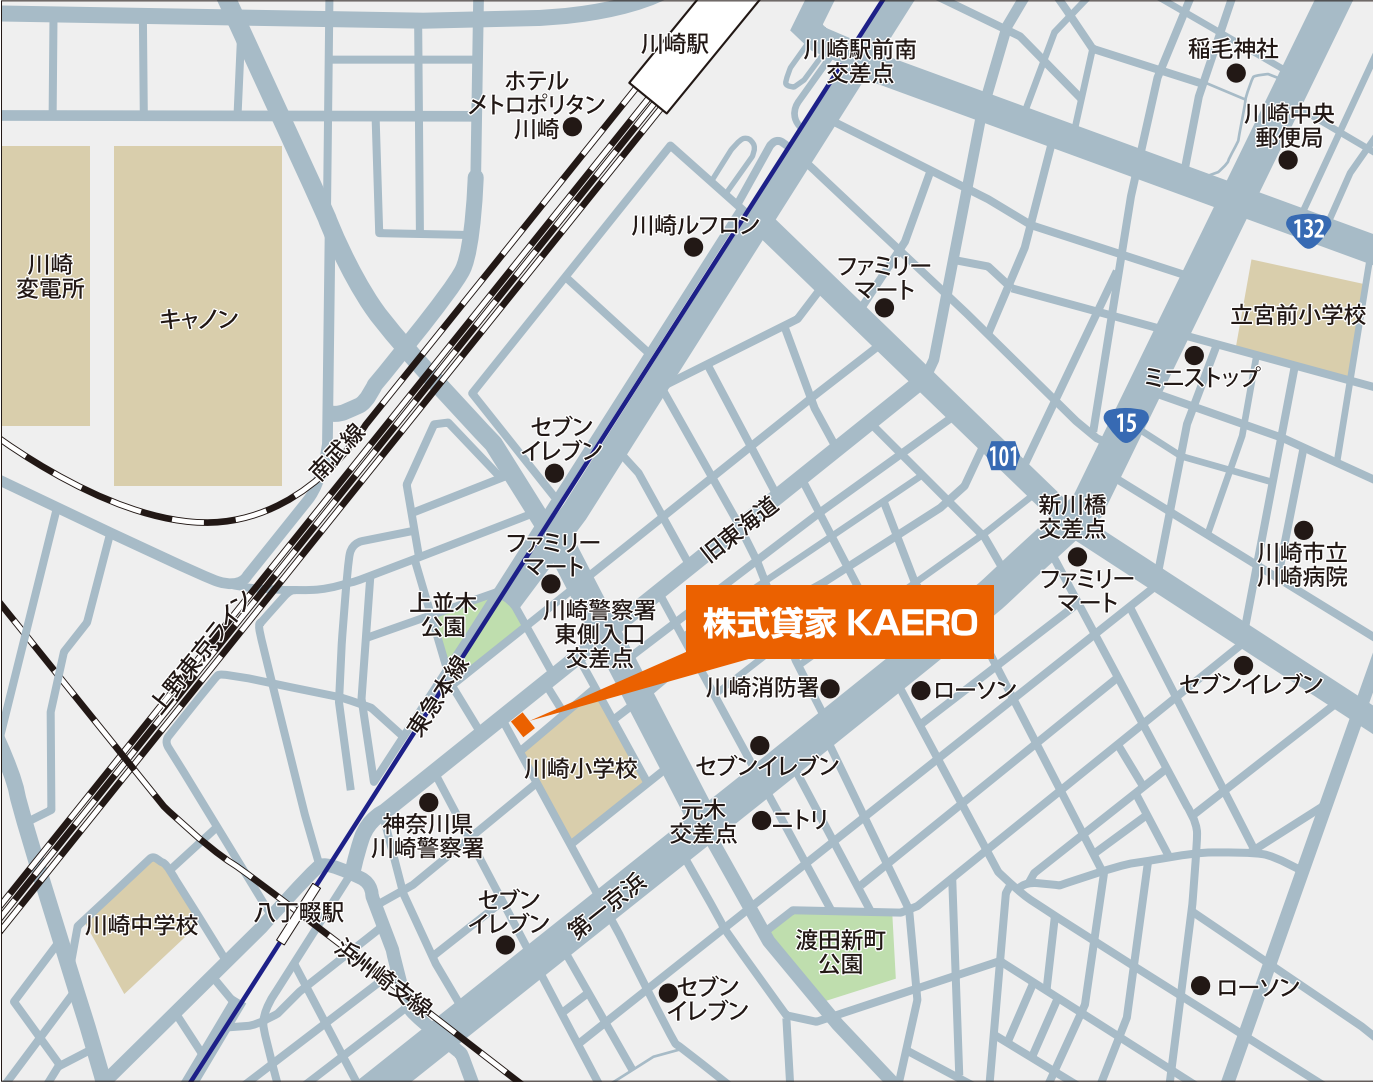 川崎駅
川崎駅前南
交差点
稲毛神社
ホテル
メトロポリタン
川崎
川崎中央
郵便局
132
川崎ルフロン
川崎
変電所
キャノン
ファミリー
マート
立宮前小学校
ミニストップ
15
101
南武線
セブン
イレブン
旧東海道
新川橋
交差点
ファミリー
マート
川崎市立
川崎病院
ファミリー
マート
上並木
公園
川崎警察署
東側入口
交差点
株式貸家 KAERO
上野東京ライン
東急本線
川崎消防署
ローソン
セブンイレブン
川崎小学校
セブンイレブン
元木
交差点
ニトリ
神奈川県
川崎警察署
八丁畷駅
川崎中学校
セブン
イレブン
第一京浜
浜川崎支線
渡田新町
公園
セブン
イレブン
ローソン